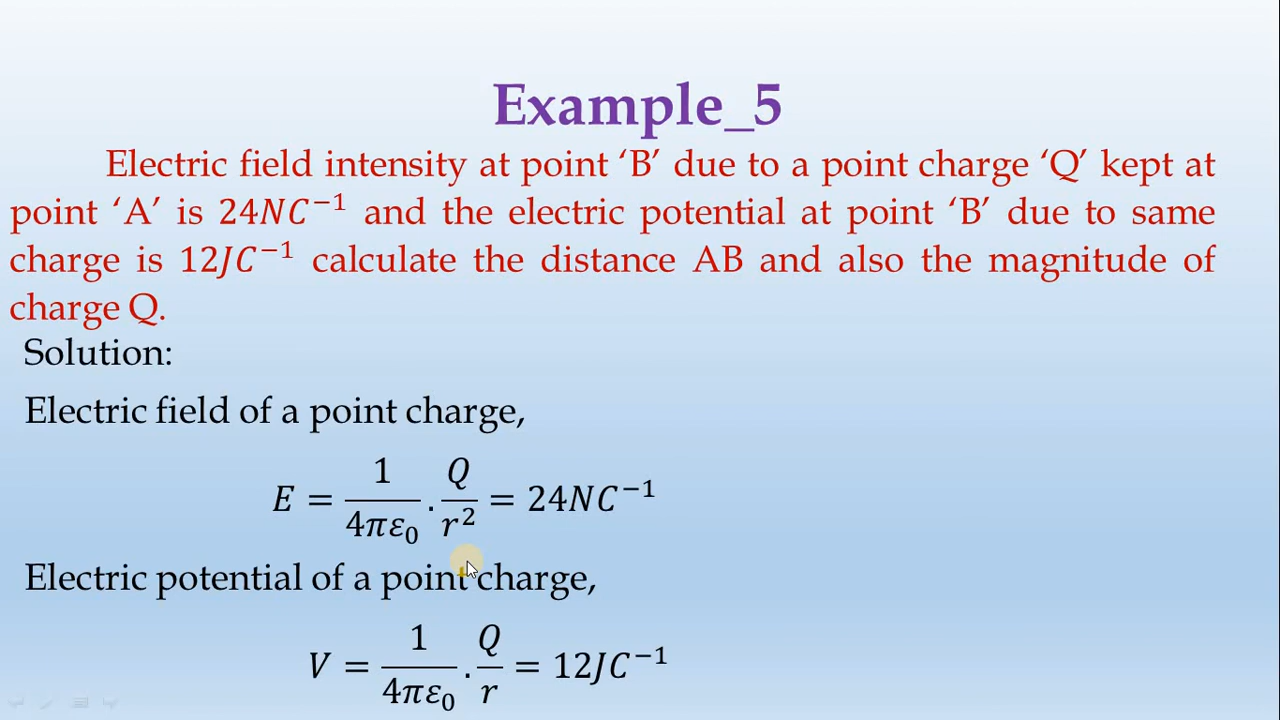 Example_5
Electric field intensity at point ‘B’ due to a point charge ‘Q’ kept at
point ‘A’ is 24NC⁻¹ and the electric potential at point ‘B’ due to same
charge is 12JC⁻¹ calculate the distance AB and also the magnitude of
charge Q.
Solution:
Electric field of a point charge,
E = 1/4πε₀ . Q/r² = 24NC⁻¹
Electric potential of a point charge,
V = 1/4πε₀ . Q/r = 12JC⁻¹